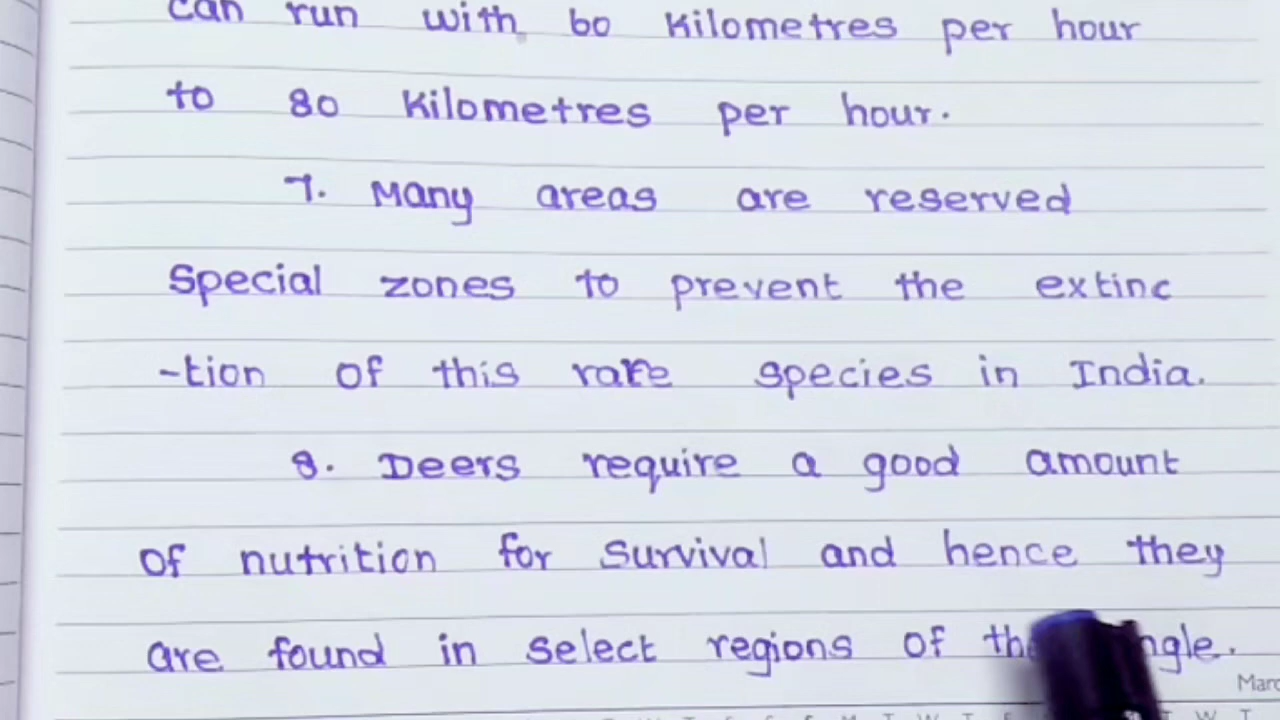 can run with 60 Kilometres per hour
to 80 Kilometres per hour.
7. Many areas are reserved
Special zones to prevent the extinc
-tion of this rare species in India.
8. Deers require a good amount
of nutrition for Survival and hence they
are found in select regions of
Marc